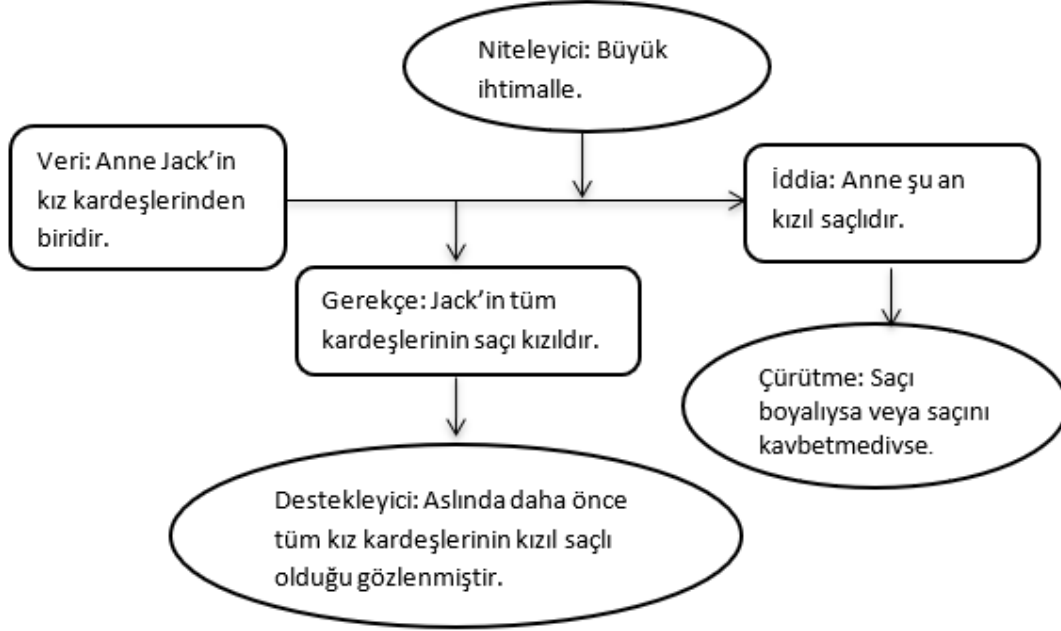 Niteleyici: Büyük
ihtimalle.
Veri: Anne Jack’in
kız kardeşlerinden
biridir.
İddia: Anne şu an
kızıl saçlıdır.
Gerekçe: Jack’in tüm
kardeşlerinin saçı kızıldır.
Çürütme: Saçı
boyalıysa veya saçını
kavbetmedivse.
Destekleyici: Aslında daha önce
tüm kız kardeşlerinin kızıl saçlı
olduğu gözlenmiştir.